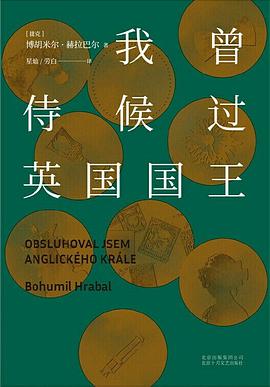 [捷克]
博胡米尔·赫拉巴尔 著
星灿/劳白——译
我曾
侍候过
英国国王
OBSLUHOVAL JSEM
ANGLICKÉHO KRÁLE
Bohumil Hrabal
北京出版集团公司
北京十月文艺出版社